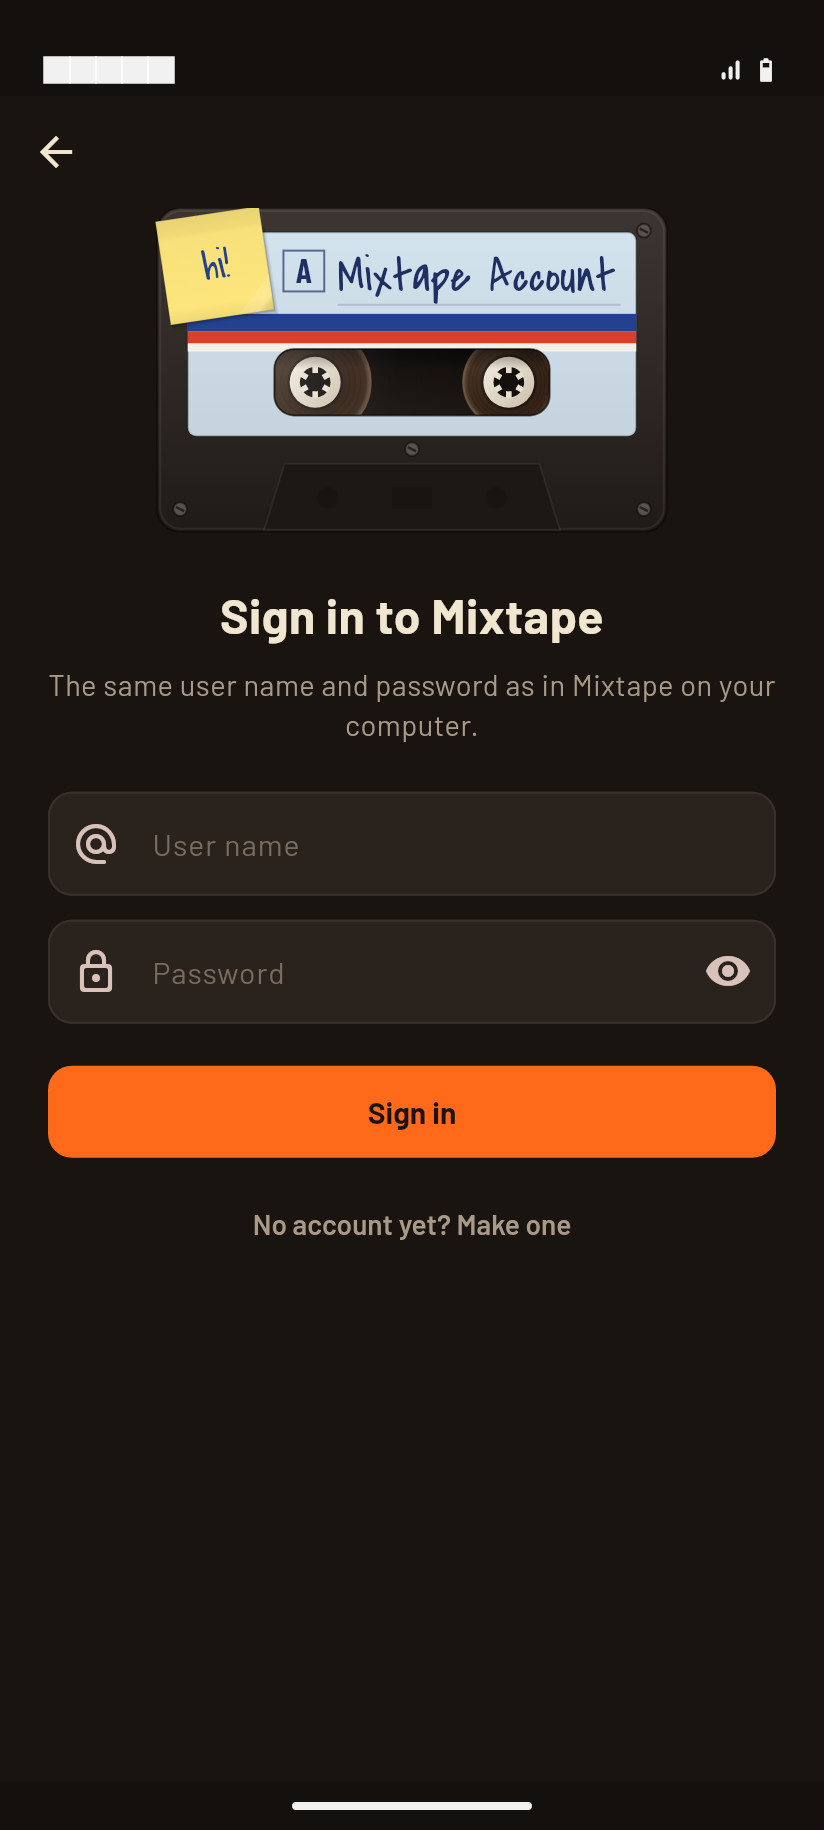 hi!
A Mixtape Account
Sign in to Mixtape
The same user name and password as in Mixtape on your
computer.
User name
Password
Sign in
No account yet? Make one